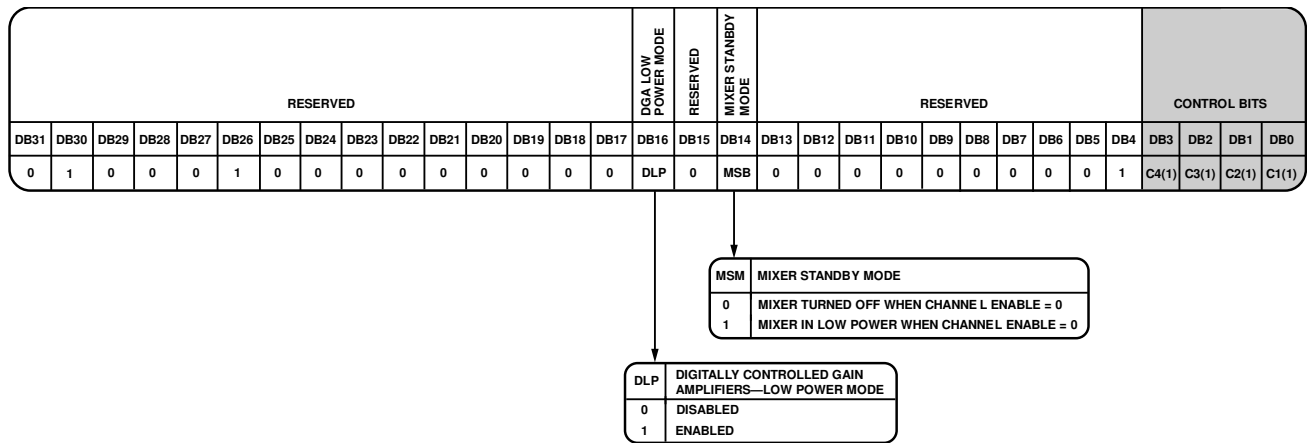 RESERVED
DGA LOW
POWER MODE
RESERVED
MIXER STANBDY
MODE
RESERVED
CONTROL BITS
DB31 DB30 DB29 DB28 DB27 DB26 DB25 DB24 DB23 DB22 DB21 DB20 DB19 DB18 DB17 DB16 DB15 DB14 DB13 DB12 DB11 DB10 DB9 DB8 DB7 DB6 DB5 DB4 DB3 DB2 DB1 DB0
0 1 0 0 0 1 0 0 0 0 0 0 0 0 0 DLP 0 MSB 0 0 0 0 0 0 0 0 0 1 C4(1) C3(1) C2(1) C1(1)
MSM MIXER STANDBY MODE
0 MIXER TURNED OFF WHEN CHANNEL ENABLE = 0
1 MIXER IN LOW POWER WHEN CHANNEL ENABLE = 0
DLP DIGITALLY CONTROLLED GAIN
AMPLIFIERS—LOW POWER MODE
0 DISABLED
1 ENABLED